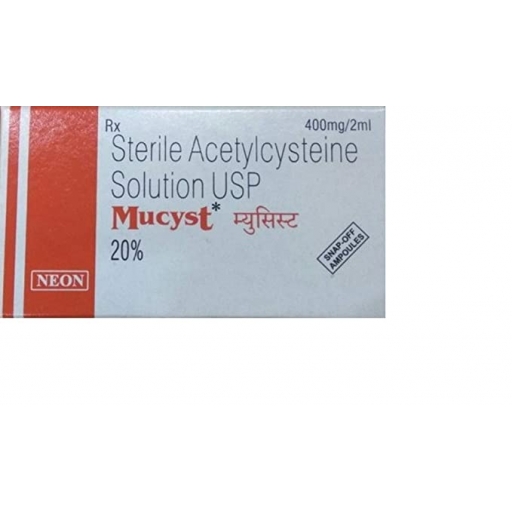 Rx 400mg/2ml
Sterile Acetylcysteine
Solution USP
Mucyst* म्युसिस्ट
20%
SNAP-OFF
AMPOULES
NEON